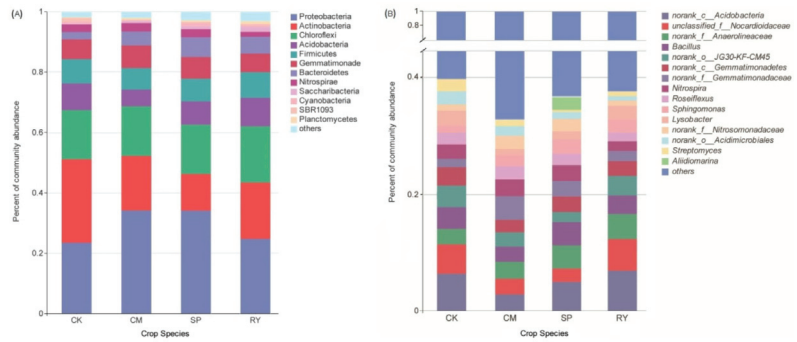 (A)
Percent of community abundance
1
0.8
0.6
0.4
0.2
0
CK
CM
SP
RY
Crop Species
Proteobacteria
Actinobacteria
Chloroflexi
Acidobacteria
Firmicutes
Gemmatimonade
Bacteroidetes
Nitrospirae
Saccharibacteria
Cyanobacteria
SBR1093
Planctomycetes
others
(B)
Percent of community abundance
1
0.8
0.4
0.2
0
CK
CM
SP
RY
Crop Species
norank_c__Acidobacteria
unclassified_f__Nocardioidaceae
norank_f__Anaerolineaceae
Bacillus
norank_o__JG30-KF-CM45
norank_c__Gemmatimonadetes
norank_f__Gemmatimonadaceae
Nitrospira
Roseiflexus
Sphingomonas
Lysobacter
norank_f__Nitrosomonadaceae
norank_o__Acidimicrobiales
Streptomyces
Aliidiomarina
others